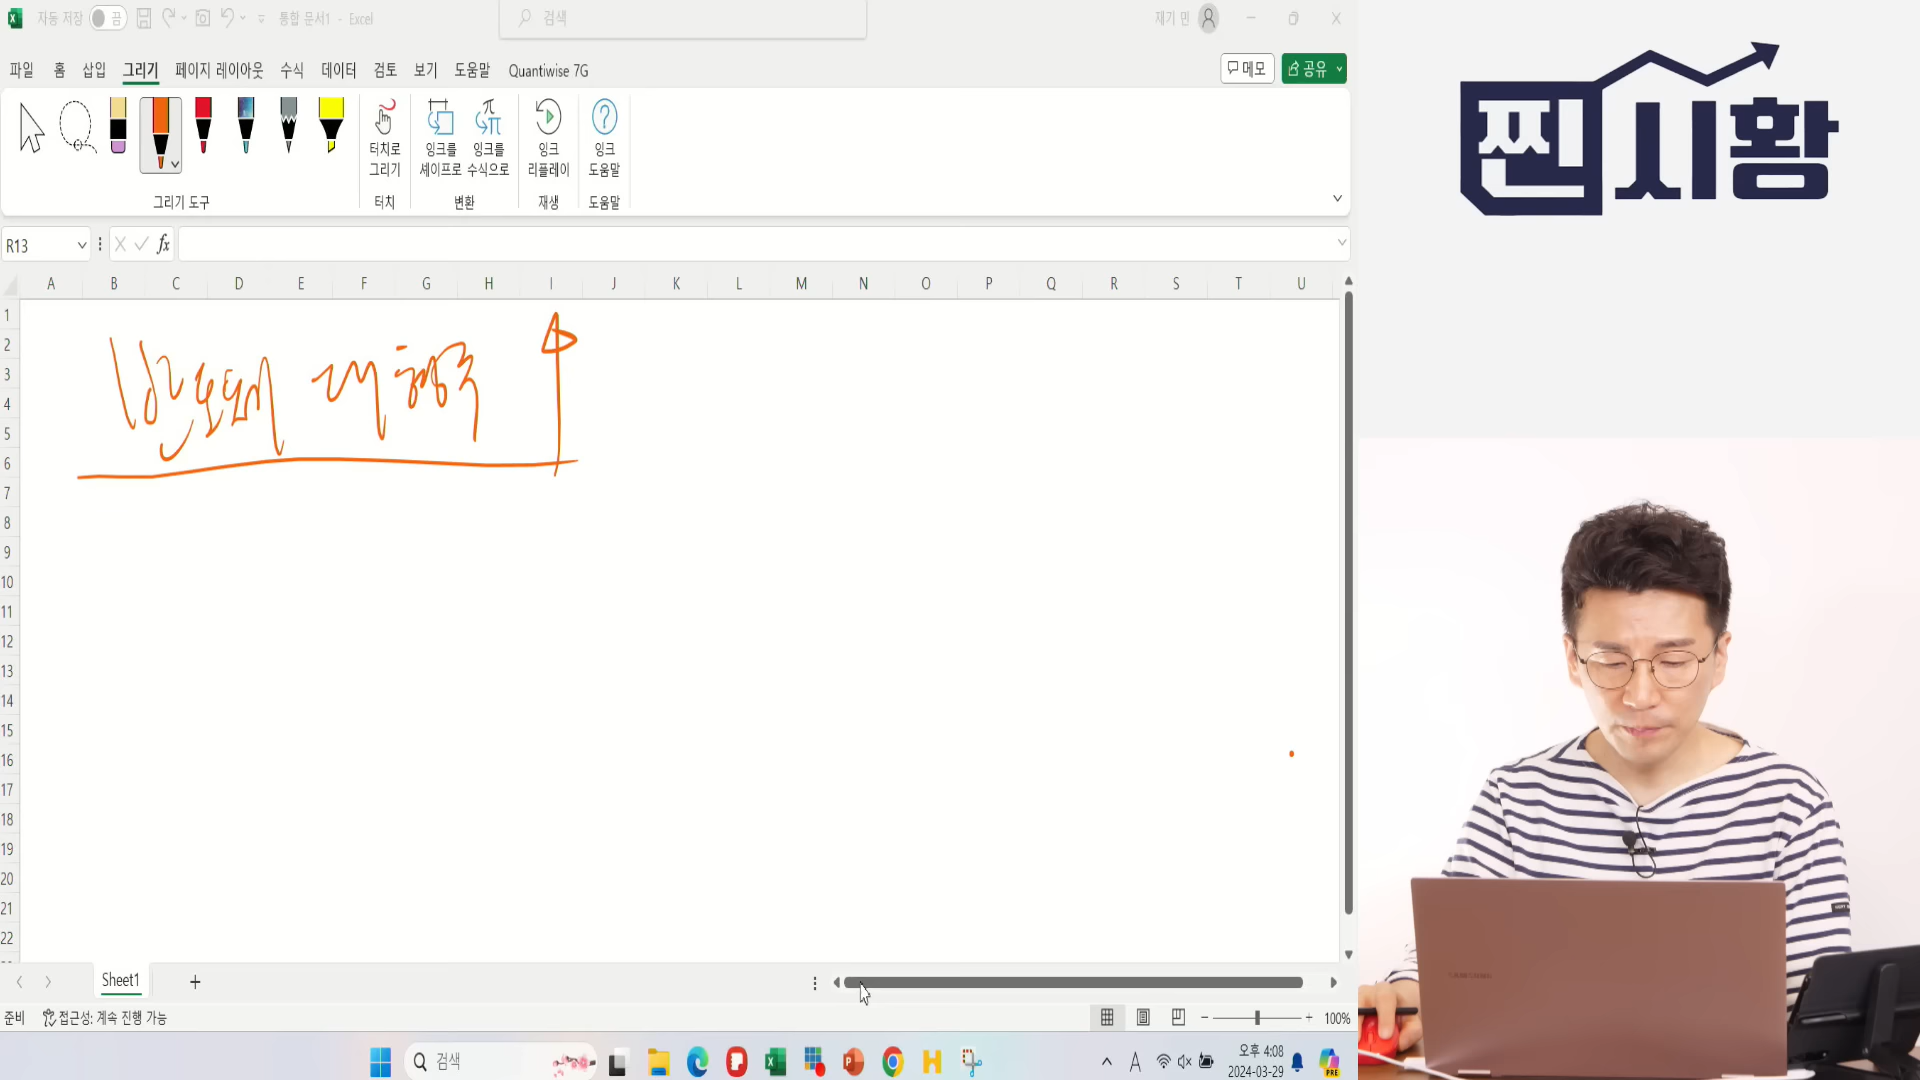 자동 저장 끔 통합 문서1 - Excel 검색 재기 민
파일 홈 삽입 그리기 페이지 레이아웃 수식 데이터 검토 보기 도움말 Quantiwise 7G 메모 공유
터치로 그리기
잉크를 셰이프로
잉크를 수식으로
잉크 리플레이
잉크 도움말
그리기 도구 터치 변환 재생 도움말
R13 fx
A B C D E F G H I J K L M N O P Q R S T U
1
2
3
4
5
6
7
8
9
10
11
12
13
14
15
16
17
18
19
20
21
22
Sheet1
준비 접근성: 계속 진행 가능 100%
검색 A 오후 4:08
2024-03-29
PRE
찐시황